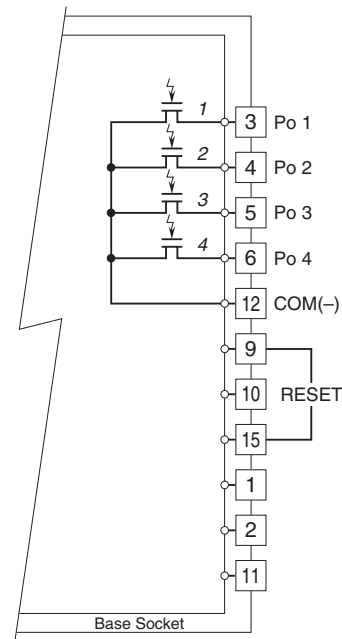 1 3 Po 1
2 4 Po 2
3 5 Po 3
4 6 Po 4
12 COM(–)
9
10 RESET
15
1
2
11
Base Socket